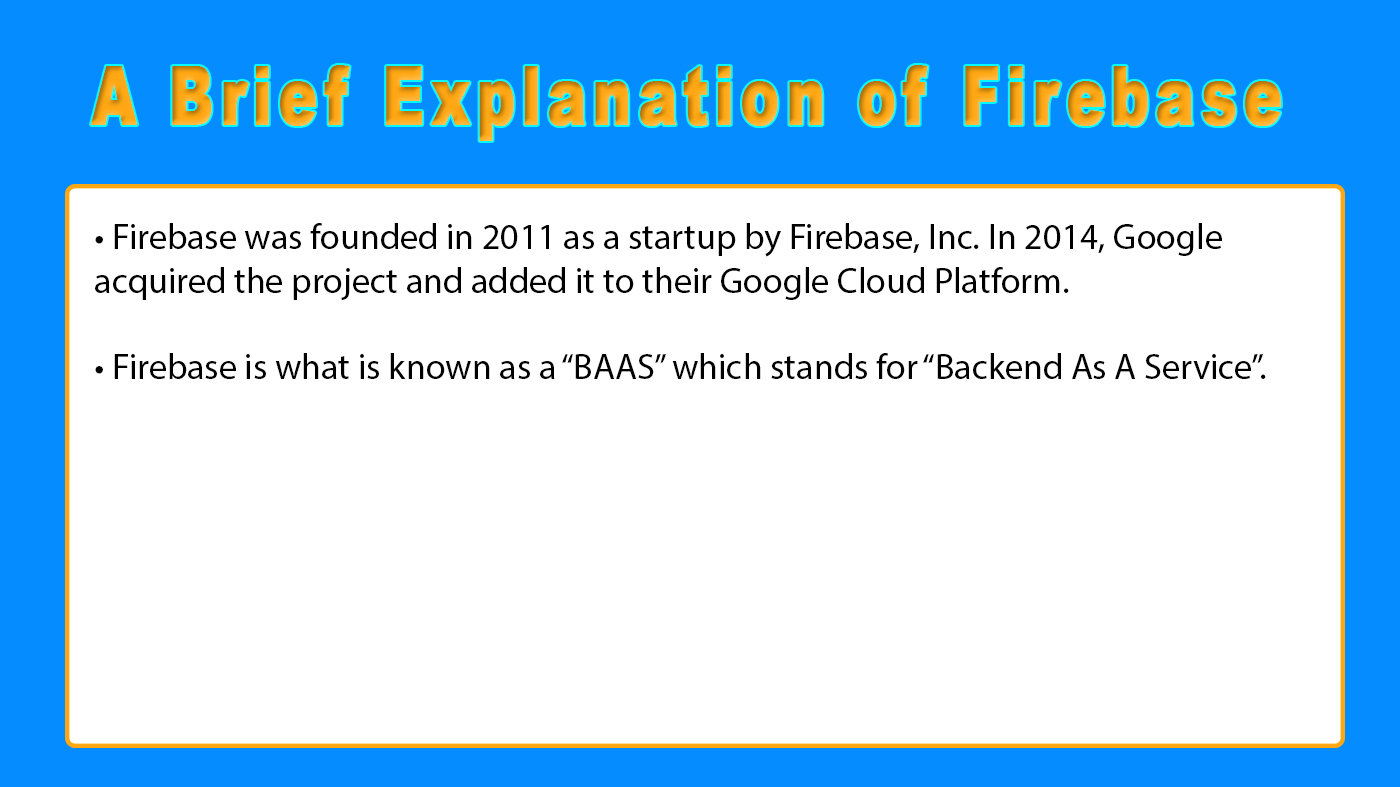 A Brief Explanation of Firebase
• Firebase was founded in 2011 as a startup by Firebase, Inc. In 2014, Google
acquired the project and added it to their Google Cloud Platform.
• Firebase is what is known as a “BAAS” which stands for “Backend As A Service”.